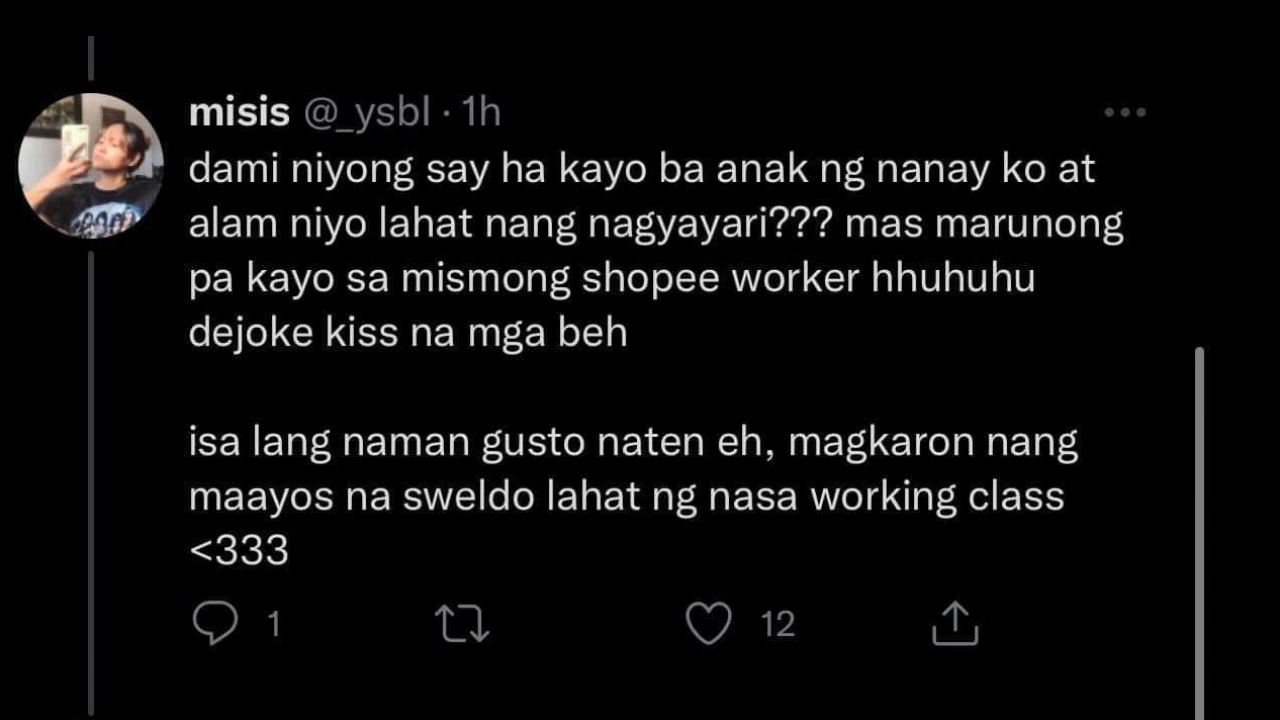 misis @_ysbl · 1h
dami niyong say ha kayo ba anak ng nanay ko at
alam niyo lahat nang nagyayari??? mas marunong
pa kayo sa mismong shopee worker hhuhuhu
dejoke kiss na mga beh
isa lang naman gusto naten eh, magkaron nang
maayos na sweldo lahat ng nasa working class
<333
1 12